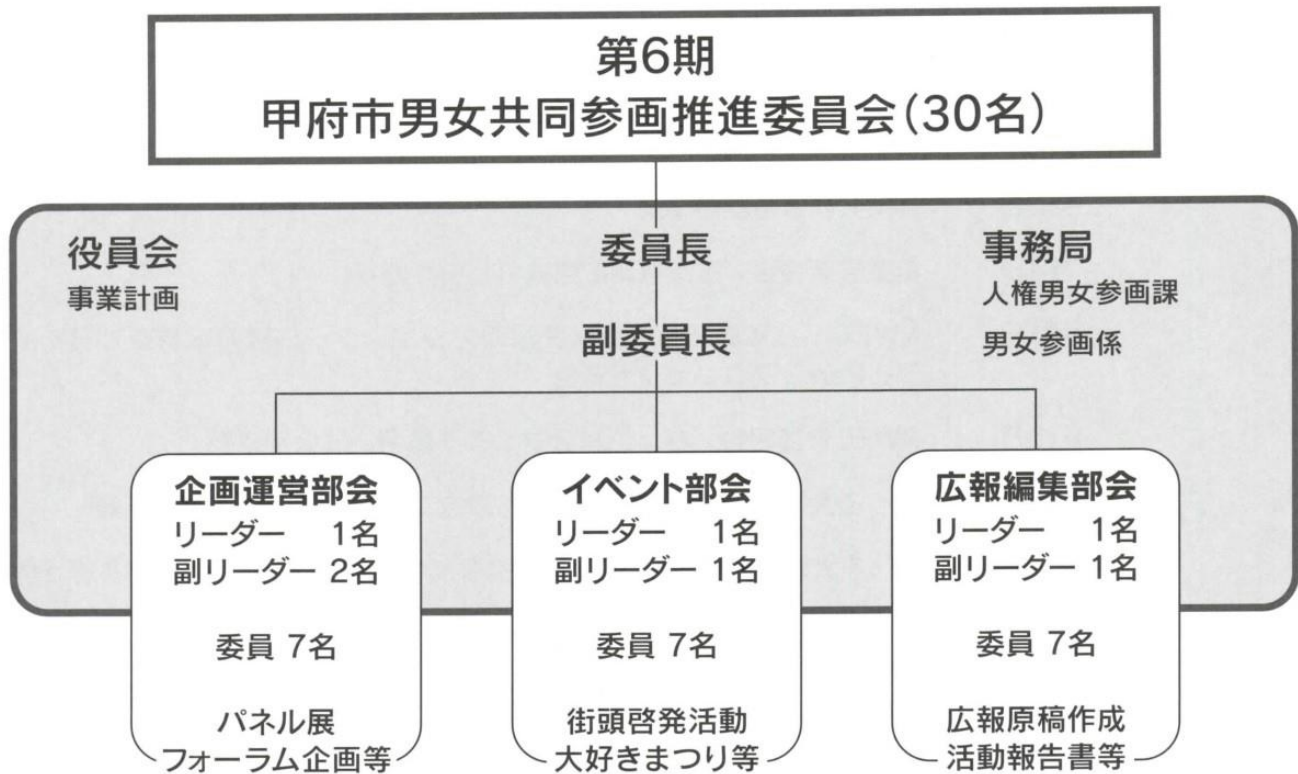 第6期
甲府市男女共同参画推進委員会(30名)
役員会
事業計画
委員長
副委員長
事務局
人権男女参画課
男女参画係
企画運営部会
リーダー 1名
副リーダー 2名
委員 7名
パネル展
フォーラム企画等
イベント部会
リーダー 1名
副リーダー 1名
委員 7名
街頭啓発活動
大好きまつり等
広報編集部会
リーダー 1名
副リーダー 1名
委員 7名
広報原稿作成
活動報告書等